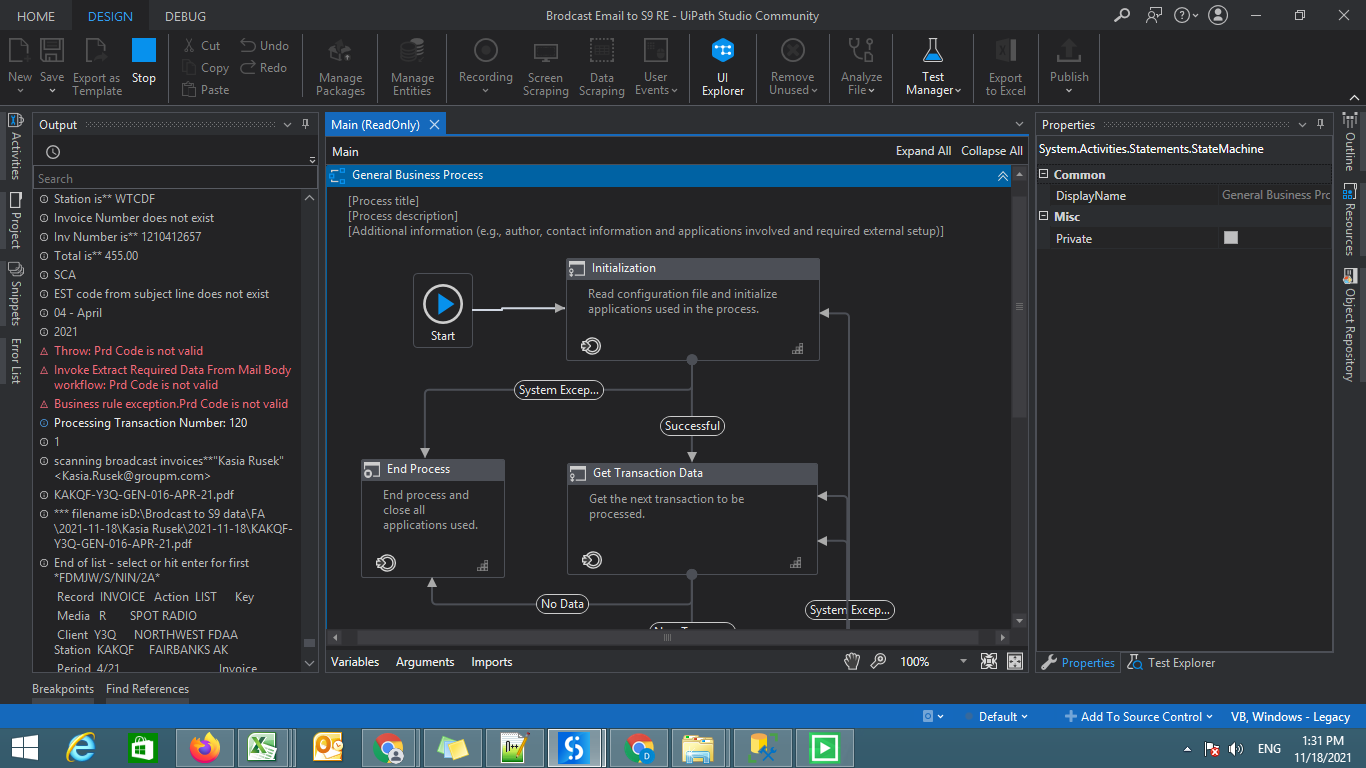 HOME DESIGN DEBUG
Brodcast Email to S9 RE - UiPath Studio Community
New
Save
Export as
Template
Stop
Cut
Copy
Paste
Undo
Redo
Manage
Packages
Manage
Entities
Recording
Screen
Scraping
Data
Scraping
User
Events
UI
Explorer
Remove
Unused
Analyze
File
Test
Manager
Export
to Excel
Publish
Activities
Project
Snippets
Error List
Output
Search
Station is** WTCDF
Invoice Number does not exist
Inv Number is** 1210412657
Total is** 455.00
SCA
EST code from subject line does not exist
04 - April
2021
Throw: Prd Code is not valid
Invoke Extract Required Data From Mail Body
workflow: Prd Code is not valid
Business rule exception.Prd Code is not valid
Processing Transaction Number: 120
1
scanning broadcast invoices**"Kasia Rusek"
<Kasia.Rusek@groupm.com>
KAKQF-Y3Q-GEN-016-APR-21.pdf
*** filename isD:\Brodcast to S9 data\FA
\2021-11-18\Kasia Rusek\2021-11-18\KAKQF-
Y3Q-GEN-016-APR-21.pdf
End of list - select or hit enter for first
*FDMJW/S/NIN/2A*
Record INVOICE Action LIST Key
Media R SPOT RADIO
Client Y3Q NORTHWEST FDAA
Station KAKQF FAIRBANKS AK
Period 4/21 Invoice
Breakpoints Find References
Main (ReadOnly)
Main
Expand All Collapse All
General Business Process
[Process title]
[Process description]
[Additional information (e.g., author, contact information and applications involved and required external setup)]
Start
Initialization
Read configuration file and initialize
applications used in the process.
System Excep...
Successful
End Process
End process and
close all
applications used.
Get Transaction Data
Get the next transaction to be
processed.
No Data
System Excep...
Variables Arguments Imports
100%
Properties
System.Activities.Statements.StateMachine
Common
DisplayName General Business Prc
Misc
Private
Properties Test Explorer
Outline
Resources
Object Repository
Default
Add To Source Control
VB, Windows - Legacy
ENG
1:31 PM
11/18/2021